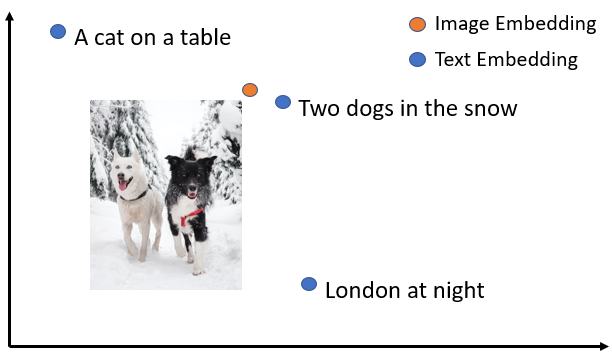 A cat on a table
Image Embedding
Text Embedding
Two dogs in the snow
London at night